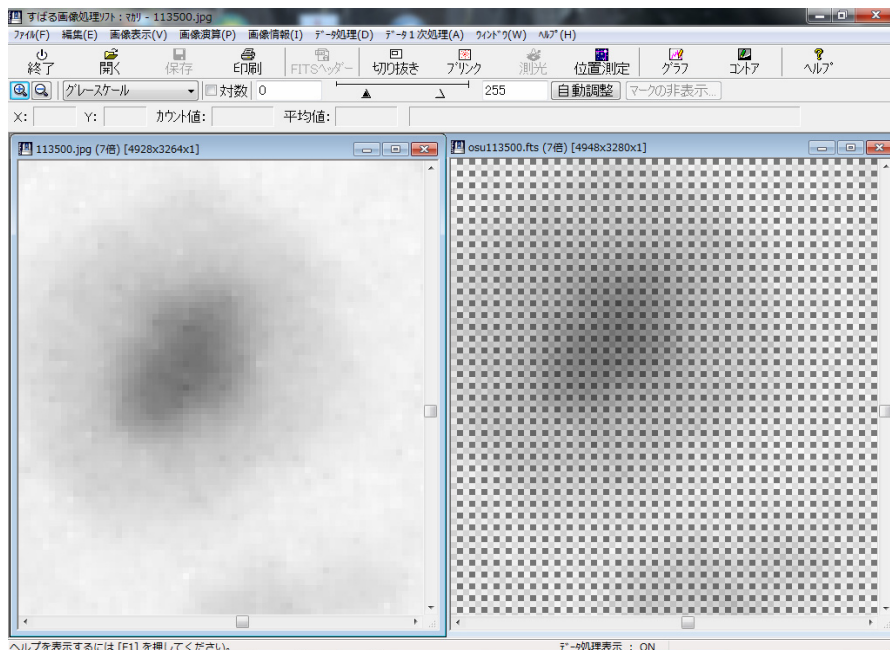 すばる画像処理ソフト：マカリ - 113500.jpg
ﾌｧｲﾙ(F) 編集(E) 画像表示(V) 画像演算(P) 画像情報(I) ﾃﾞｰﾀ処理(D) ﾃﾞｰﾀ１次処理(A) ｳｨﾝﾄﾞｳ(W) ﾍﾙﾌﾟ(H)
終了 開く 保存 印刷 FITSﾍｯﾀﾞｰ 切り抜き ﾌﾞﾘﾝｸ 測光 位置測定 ｸﾞﾗﾌ ｺﾝﾄｱ ﾍﾙﾌﾟ
グレースケール 対数 0 255 自動調整 マークの非表示...
X: Y: ｶｳﾝﾄ値: 平均値:
113500.jpg (7倍) [4928x3264x1]
osu113500.fts (7倍) [4948x3280x1]
ヘルプを表示するには [F1] を押してください。
ﾃﾞｰﾀ処理表示 : ON